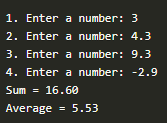 1. Enter a number: 3
2. Enter a number: 4.3
3. Enter a number: 9.3
4. Enter a number: -2.9
Sum = 16.60
Average = 5.53